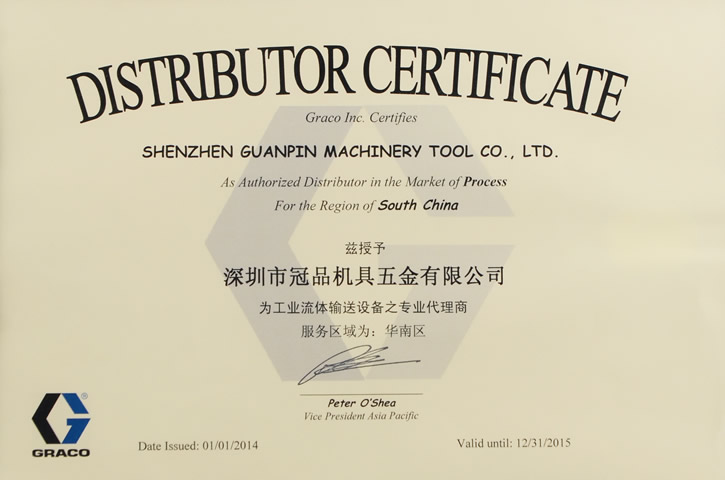 DISTRIBUTOR CERTIFICATE
Graco Inc. Certifies
SHENZHEN GUANPIN MACHINERY TOOL CO., LTD.
As Authorized Distributor in the Market of Process
For the Region of South China
兹授予
深圳市冠品机具五金有限公司
为工业流体输送设备之专业代理商
服务区域为：华南区
Peter O'Shea
Vice President Asia Pacific
®
GRACO
Date Issued: 01/01/2014
Valid until: 12/31/2015